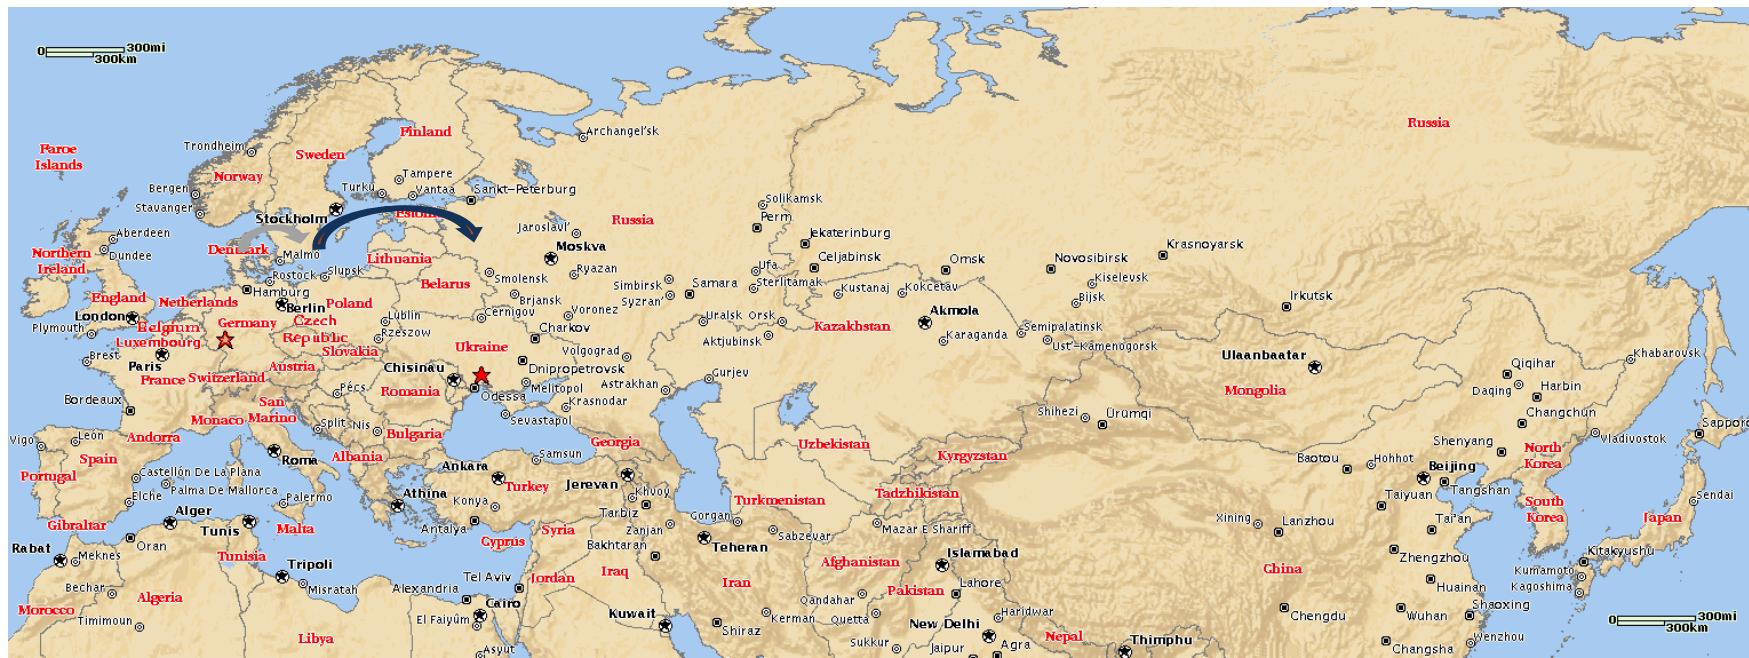 0 300mi
300km
Russia
Archangel'sk
Finland
Trondheim
Faroe
Islands
Sweden
Norway
Tampere
Bergen
Turku
Vantaa
Sankt-Peterburg
Solikamsk
Stavanger
Stockholm
Perm
Russia
Jaroslavl'
Jekaterinburg
Aberdeen
Dundee
Denmark
Malmo
Moskva
Krasnoyarsk
Northern
Ireland
Lithuania
Celjabinsk
Omsk
Novosibirsk
Rostock
Slupsk
Smolensk
Ryazan
Ufa
Belarus
Samara
Sterlitamak
Kiselevsk
Simbirsk
Kustanaj
Kokcetav
Hamburg
England
Netherlands
Berlin
Poland
Brjansk
Syzran'
Bijsk
Irkutsk
London
Cernigov
Voronez
Akmola
Plymouth
Belgium
Germany
Czech
Republic
Lublin
Uralsk
Orsk
Kazakhstan
Semipalatinsk
Rzeszow
Charkov
Aktjubinsk
Karaganda
Ust'-Kamenogorsk
Luxembourg
Slovakia
Ukraine
Volgograd
Ulaanbaatar
Khabarovsk
Brest
Paris
Austria
Chisinau
Dnipropetrovsk
Qiqihar
France
Switzerland
Melitopol
Astrakhan
Gurjev
Daqing
Harbin
Pécs
Romania
Odessa
Mongolia
Bordeaux
San
Marino
Krasnodar
Shihezi
Ürümqi
Changchun
Monaco
Split
Nis
Sevastapol
Sapporo
Vigo
León
Andorra
Bulgaria
Georgia
Uzbekistan
Shenyang
Vladivostok
Spain
Roma
Albania
Samsun
Kyrgyzstan
Baotou
Hohhot
Beijing
North
Korea
Portugal
Castellón De La Plana
Ankara
Turkey
Jerevan
Tangshan
Elche
Palma De Mallorca
Palermo
Athina
Konya
Khvoy
Turkmenistan
Tadzhikistan
Taiyuan
Sendai
Gibraltar
Alger
Tunis
Malta
Antalya
Tarbiz
Gorgan
South
Korea
Japan
Syria
Zanjan
Sabzevar
Mazar E Shariff
Xining
Lanzhou
Tai'an
Rabat
Oran
Cyprus
Bakhtaran
Teheran
Islamabad
Kitakyushu
Meknes
Tunisia
Tripoli
Zhengzhou
Afghanistan
Kumamoto
Bechar
Misratah
Alexandria
Tel Aviv
Jordan
Iraq
Iran
Pakistan
Lahore
China
Huainan
Kagoshima
Algeria
Qandahar
Cairo
Morocco
Kuwait
Kerman
Quetta
Haridwar
Chengdu
Wuhan
Shaoxing
Timimoun
El Faiyûm
Shiraz
New Delhi
0 300mi
300km
Libya
Nepal
Thimphu
Sukkur
Jaipur
Agra
Changsha
Wenzhou
Asyut